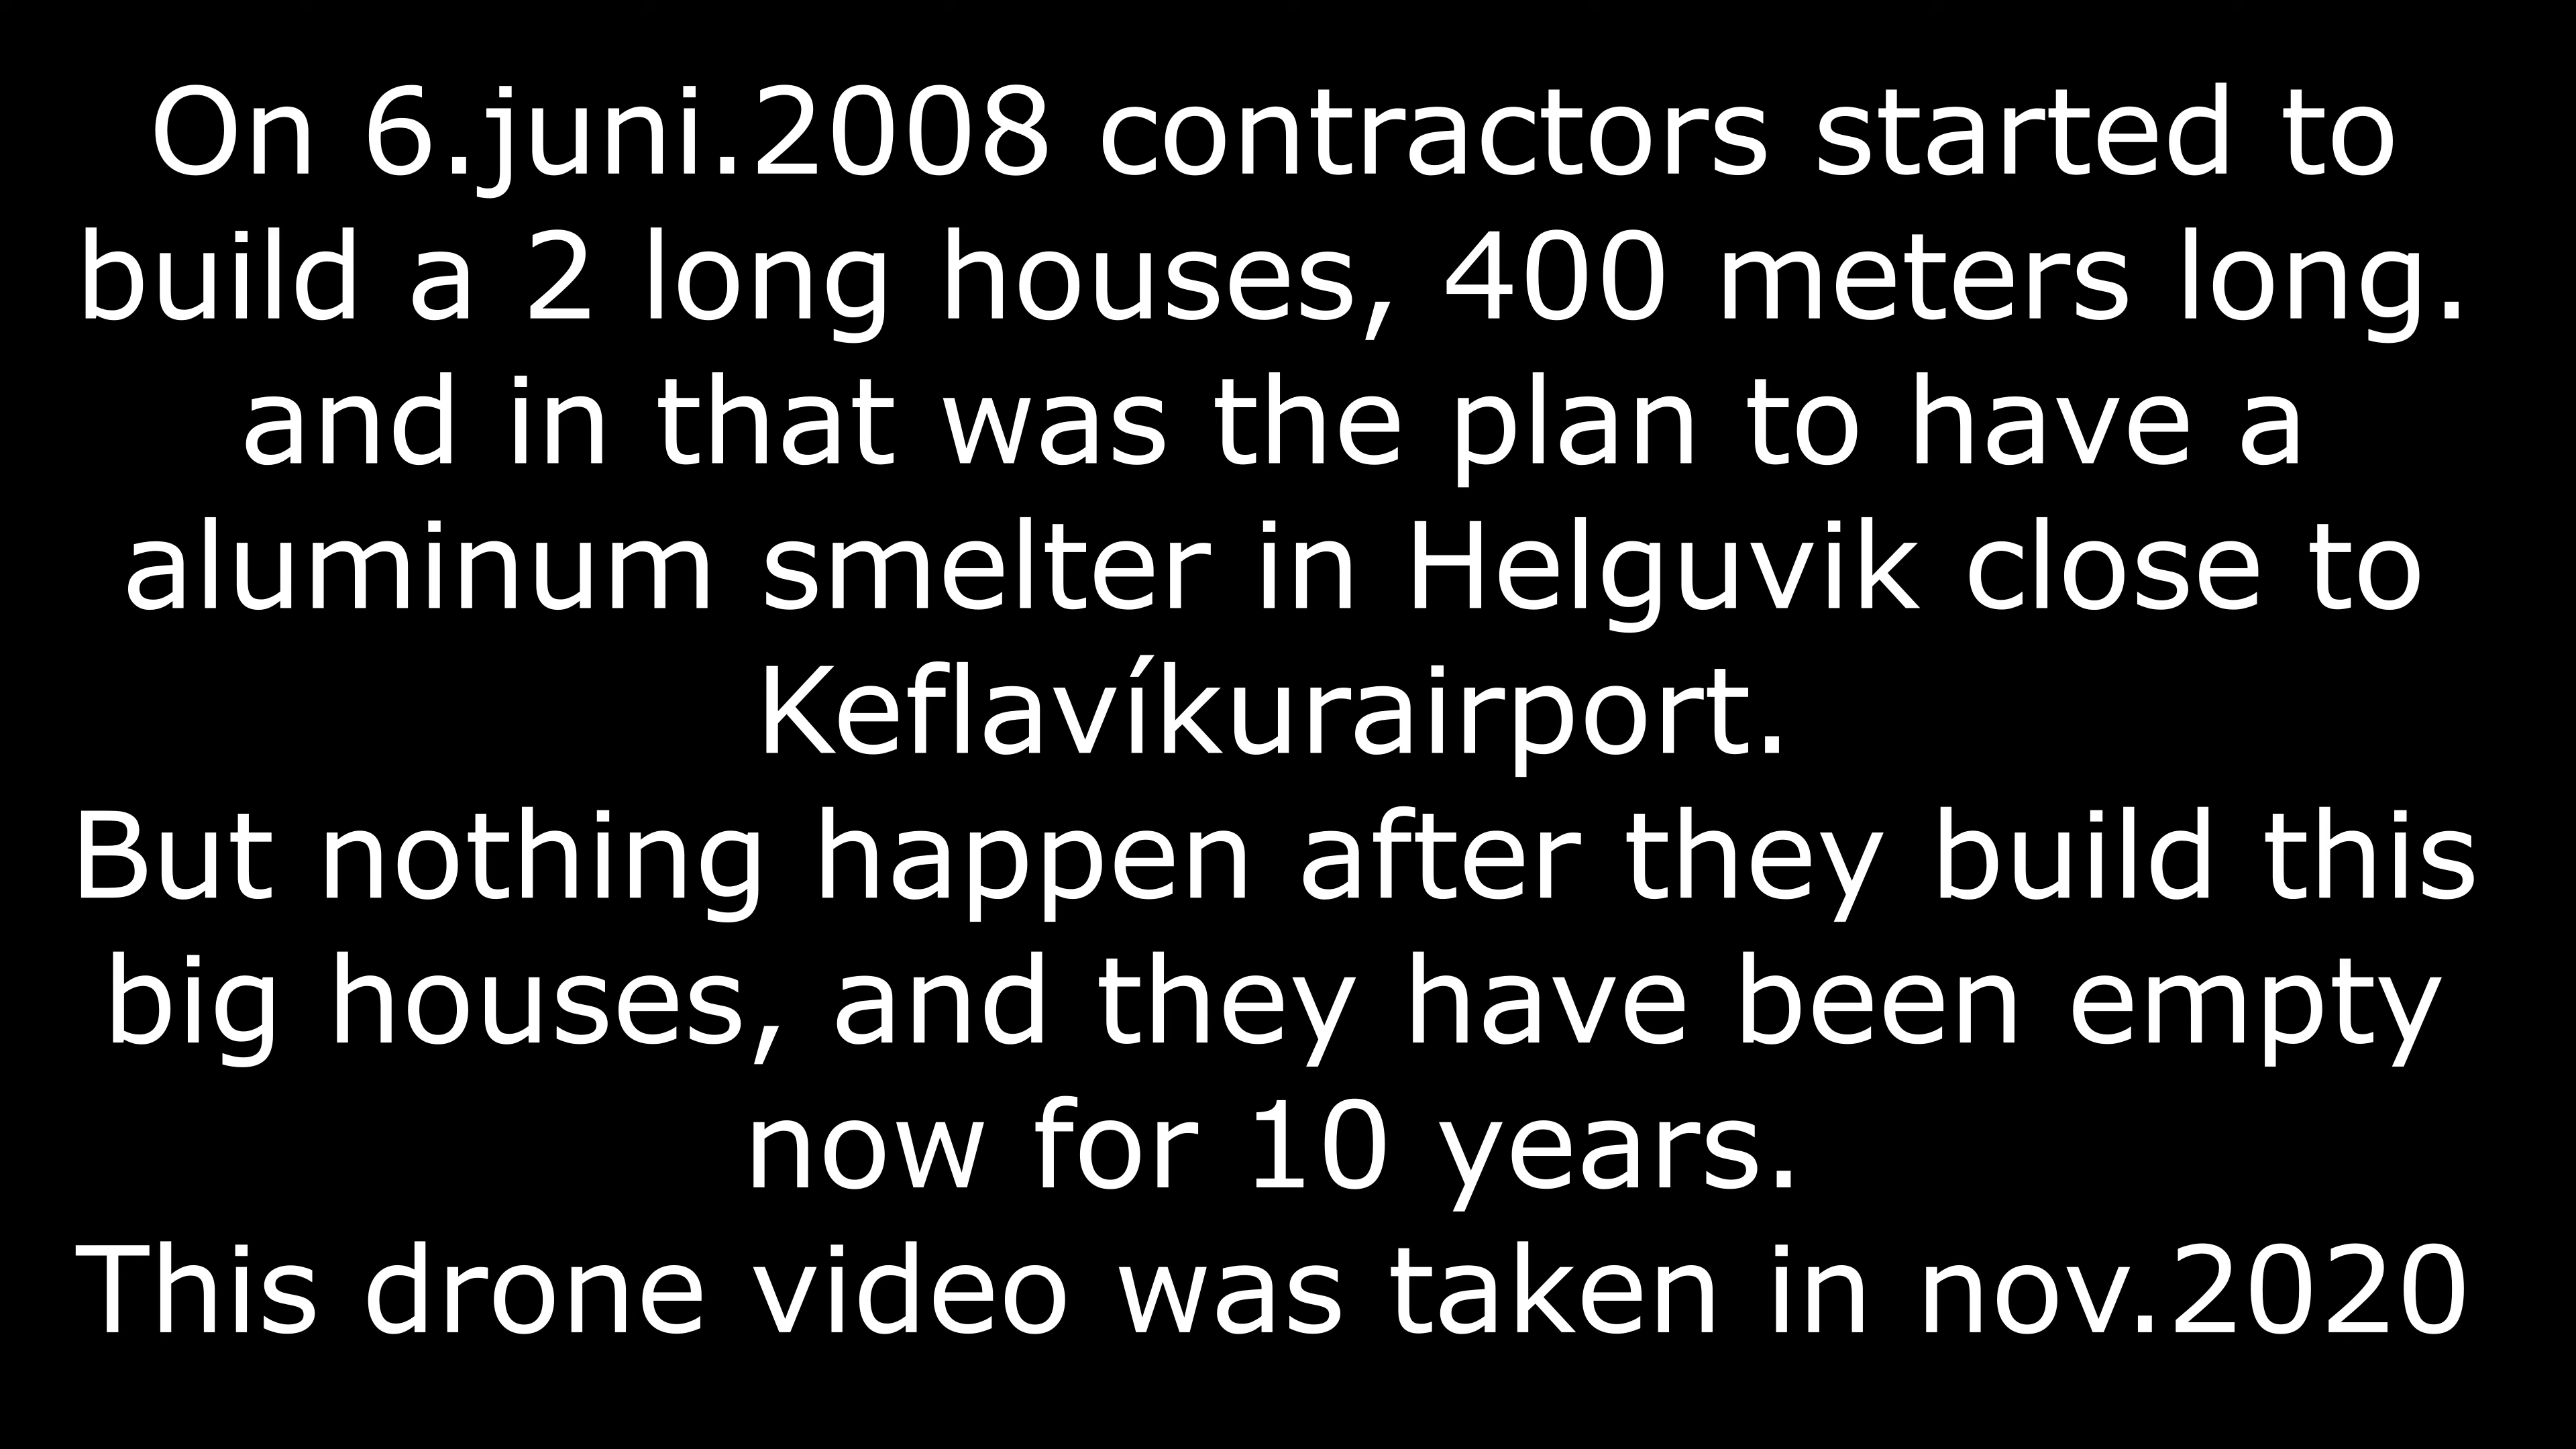 On 6.juni.2008 contractors started to
build a 2 long houses, 400 meters long.
and in that was the plan to have a
aluminum smelter in Helguvik close to
Keflavíkurairport.
But nothing happen after they build this
big houses, and they have been empty
now for 10 years.
This drone video was taken in nov.2020